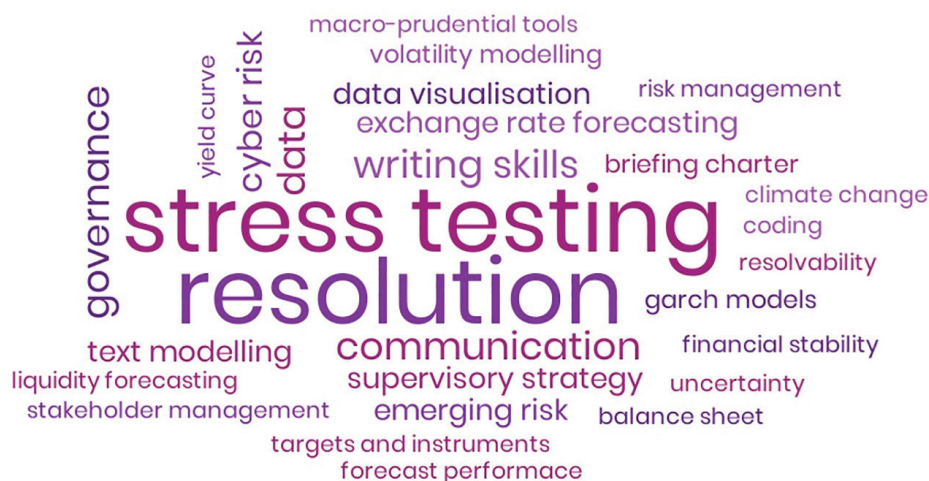 macro-prudential tools
volatility modelling
governance
yield curve
cyber risk
data
data visualisation
risk management
exchange rate forecasting
writing skills
briefing charter
stress testing
climate change
coding
resolution
resolvability
garch models
text modelling
communication
financial stability
liquidity forecasting
supervisory strategy
uncertainty
stakeholder management
emerging risk
balance sheet
targets and instruments
forecast performace